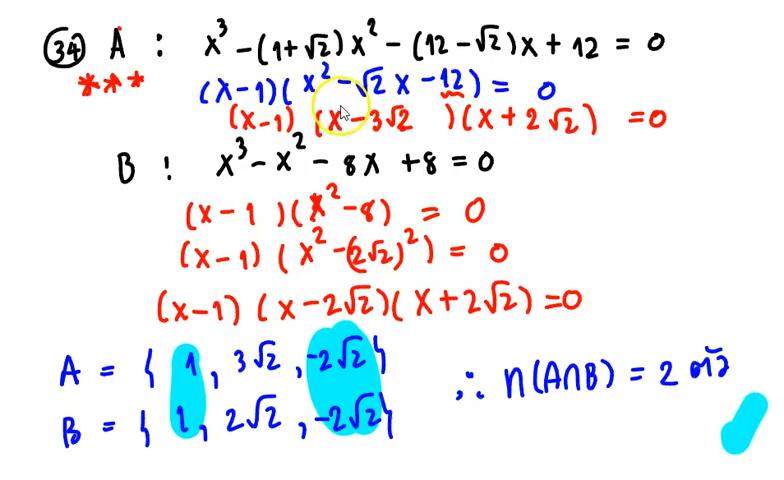 34 A : x³ - (1+√2)x² - (12-√2)x + 12 = 0
*** (x-1)(x² - √2x - 12) = 0
(x-1) (x - 3√2 )(x + 2√2) = 0
B : x³ - x² - 8x + 8 = 0
(x-1)(x² - 8) = 0
(x-1) (x² - (2√2)²) = 0
(x-1) (x - 2√2)(x + 2√2) = 0
A = { 1, 3√2, -2√2}
∴ n(A∩B) = 2 ตัว
B = { 1, 2√2, -2√2}